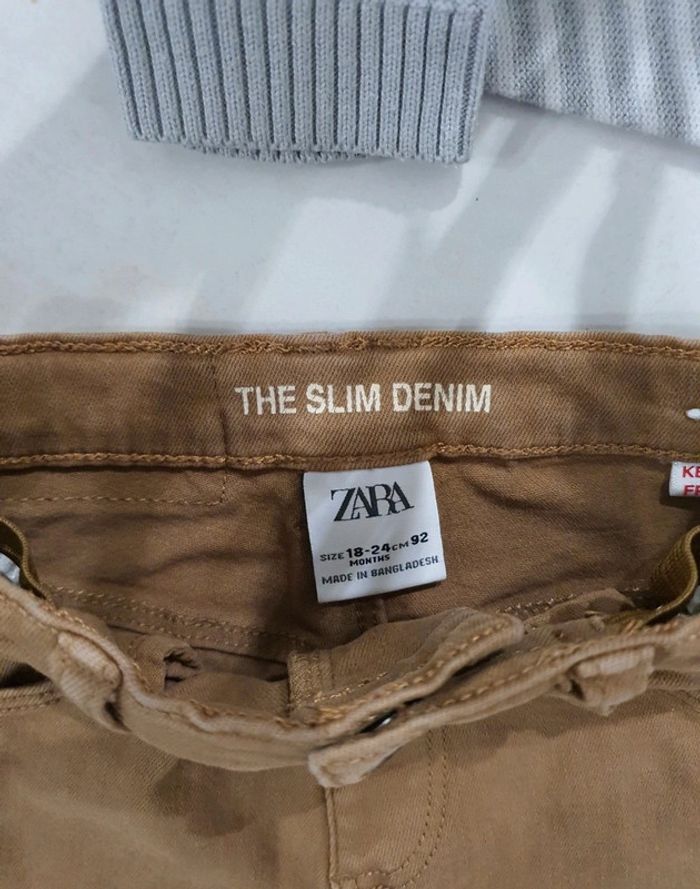 THE SLIM DENIM
ZARA
SIZE 18-24 CM 92
MONTHS
MADE IN BANGLADESH